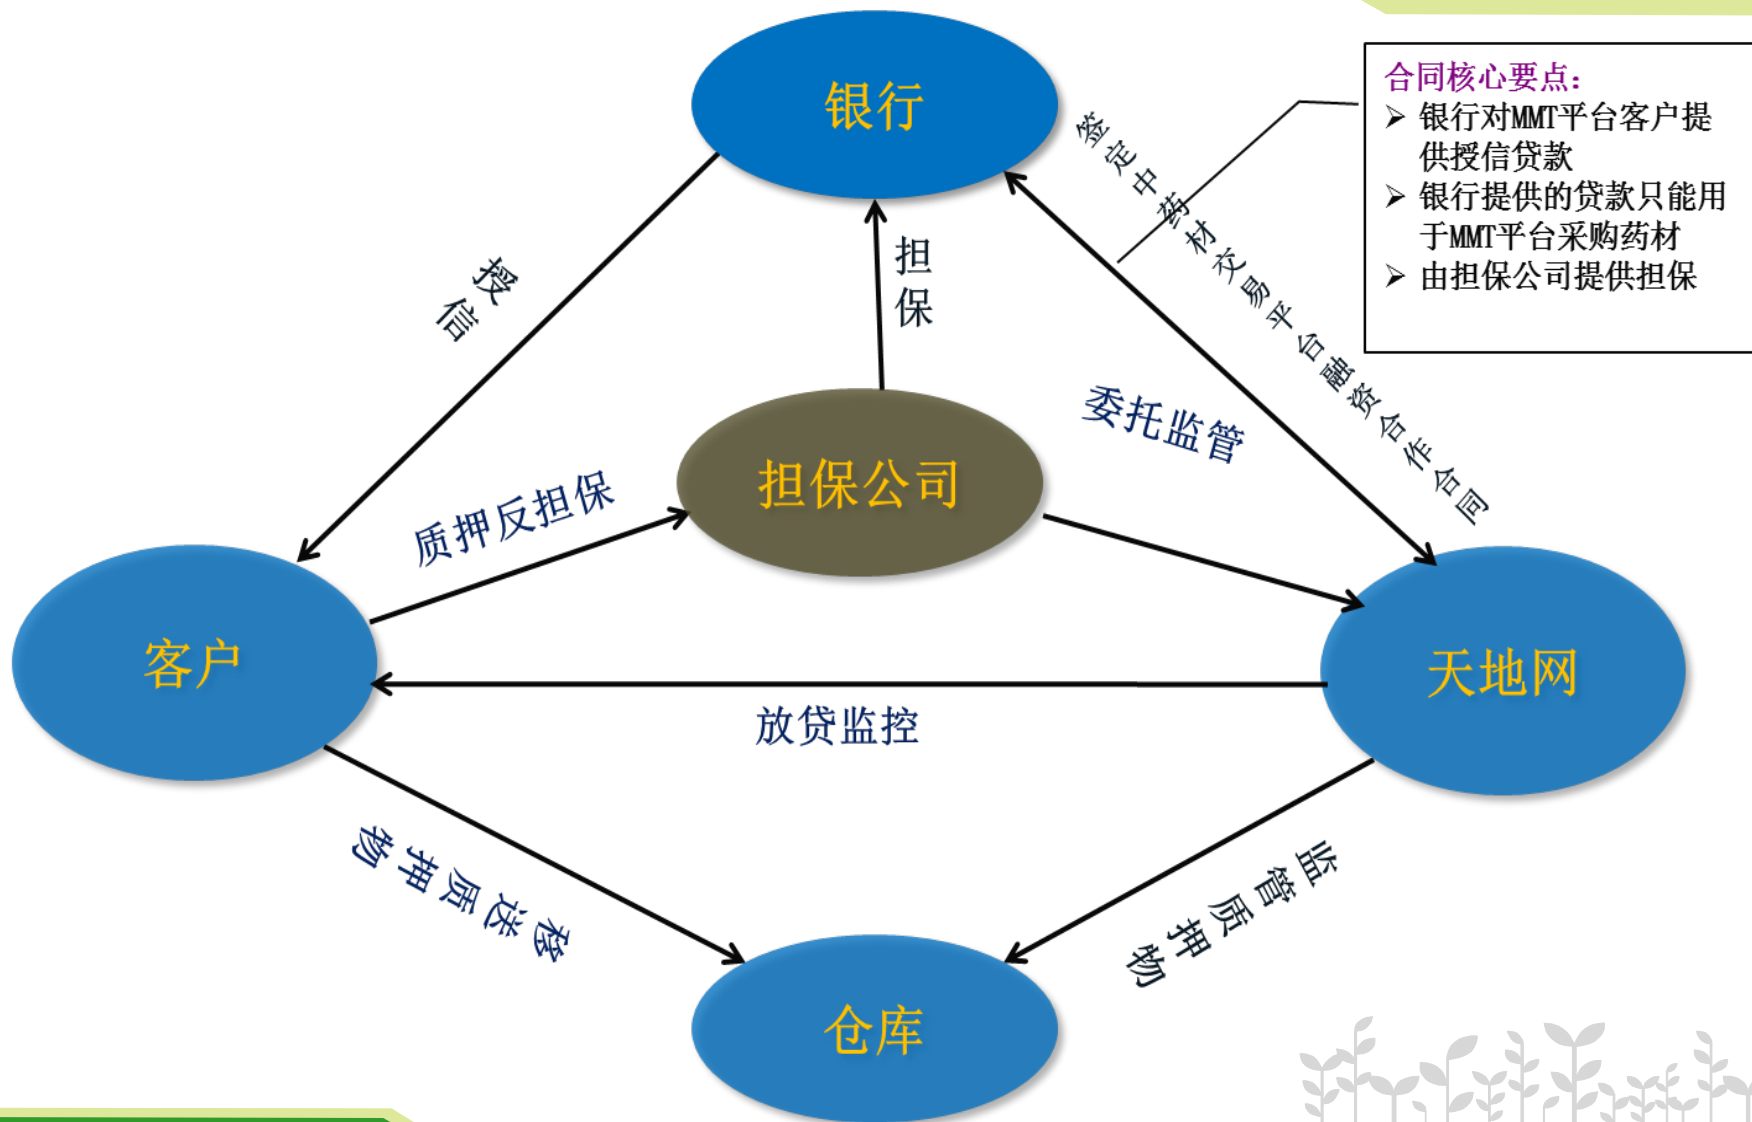 银行
合同核心要点：
➢ 银行对MMT平台客户提
供授信贷款
➢ 银行提供的贷款只能用
于MMT平台采购药材
➢ 由担保公司提供担保
签定中药材交易平台融资合作合同
授信
担保
委托监管
质押反担保
担保公司
客户
天地网
放贷监控
移送质押物
监管质押物
仓库